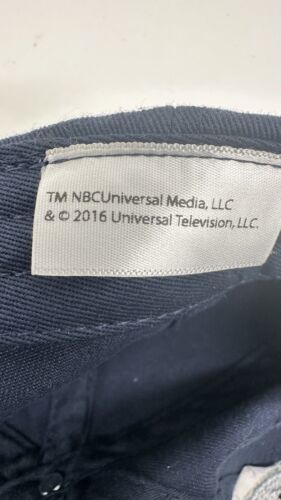 TM NBCUniversal Media, LLC
& © 2016 Universal Television, LLC.